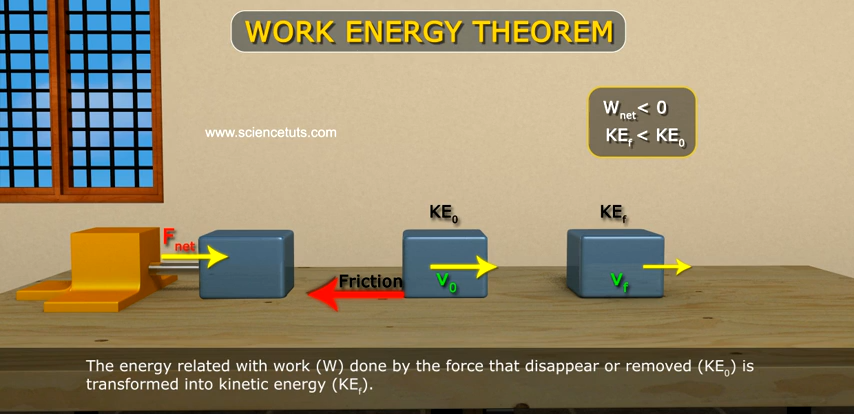 WORK ENERGY THEOREM
www.sciencetuts.com
Wnet < 0
KEf < KE0
KE0
KEf
Fnet
Friction
V0
Vf
The energy related with work (W) done by the force that disappear or removed (KE0) is
transformed into kinetic energy (KEf).